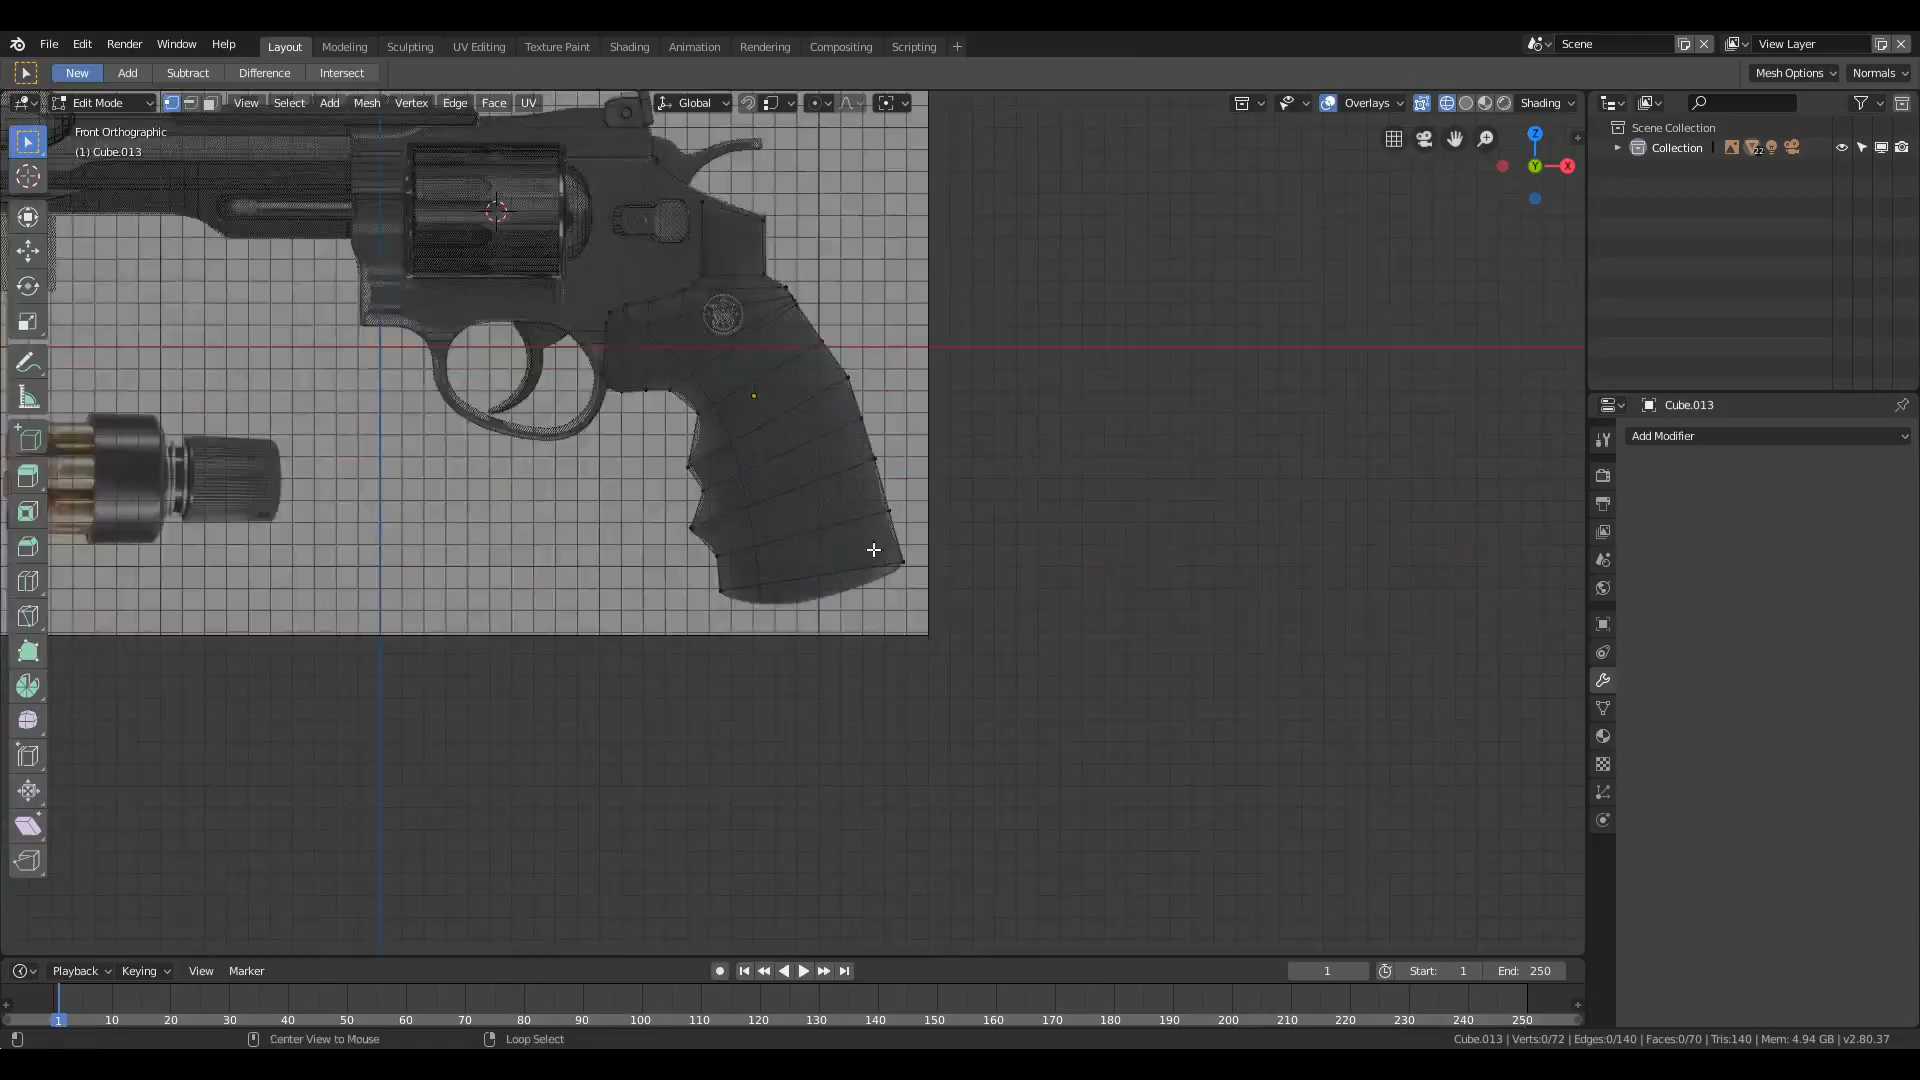 File Edit Render Window Help Layout Modeling Sculpting UV Editing Texture Paint Shading Animation Rendering Compositing Scripting + Scene View Layer
New Add Subtract Difference Intersect Mesh Options Normals
Edit Mode View Select Add Mesh Vertex Edge Face UV Global Overlays Shading
Front Orthographic
(1) Cube.013
Z
Y
X
Scene Collection
Collection 22
Cube.013
Add Modifier
Playback Keying View Marker 1 Start: 1 End: 250
1 10 20 30 40 50 60 70 80 90 100 110 120 130 140 150 160 170 180 190 200 210 220 230 240 250
Center View to Mouse Loop Select Cube.013 | Verts:0/72 | Edges:0/140 | Faces:0/70 | Tris:140 | Mem: 4.94 GB | v2.80.37